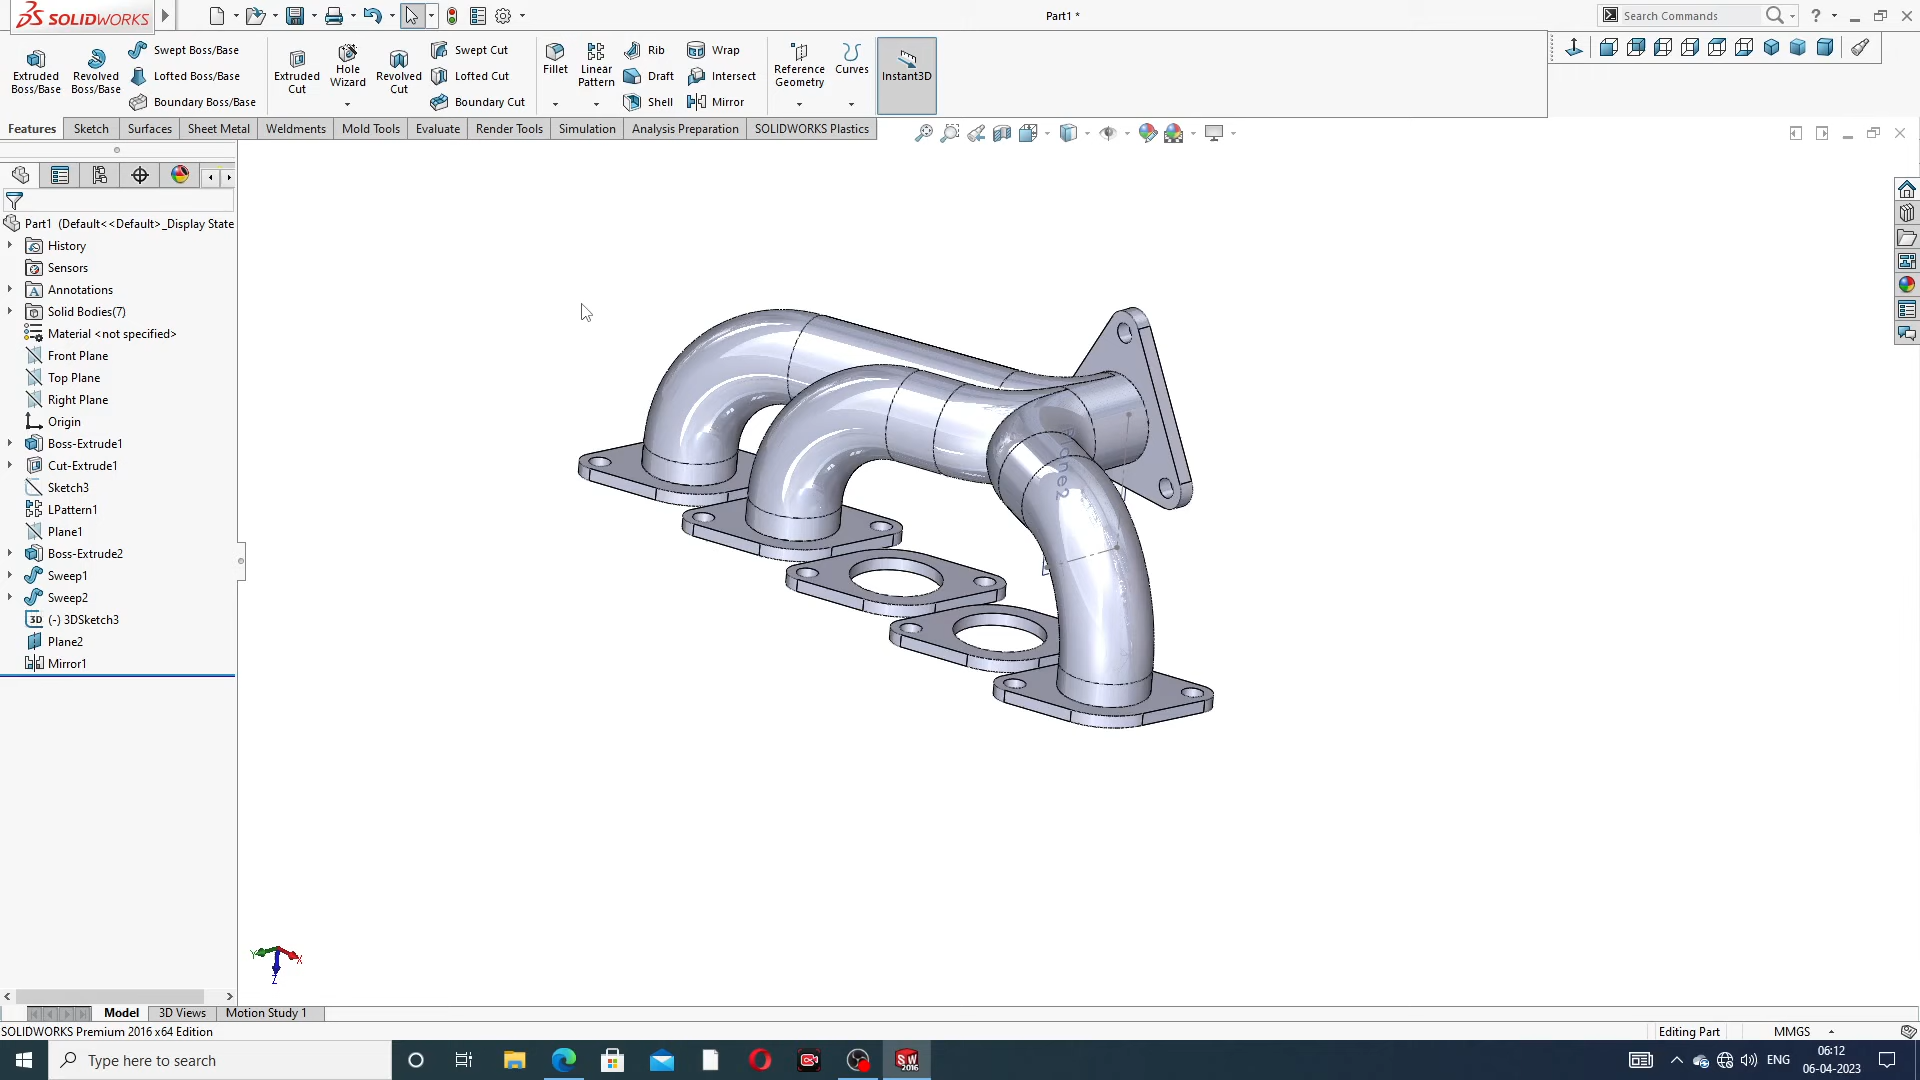 SOLIDWORKS
Part1 *
Search Commands
Extruded Boss/Base
Revolved Boss/Base
Swept Boss/Base
Lofted Boss/Base
Boundary Boss/Base
Extruded Cut
Hole Wizard
Revolved Cut
Swept Cut
Lofted Cut
Boundary Cut
Fillet
Linear Pattern
Rib
Draft
Shell
Wrap
Intersect
Mirror
Reference Geometry
Curves
Instant3D
Features
Sketch
Surfaces
Sheet Metal
Weldments
Mold Tools
Evaluate
Render Tools
Simulation
Analysis Preparation
SOLIDWORKS Plastics
Part1 (Default<<Default>_Display State
History
Sensors
Annotations
Solid Bodies(7)
Material <not specified>
Front Plane
Top Plane
Right Plane
Origin
Boss-Extrude1
Cut-Extrude1
Sketch3
LPattern1
Plane1
Boss-Extrude2
Sweep1
Sweep2
3D (-) 3DSketch3
Plane2
Mirror1
Plane2
Y
X
Z
Model
3D Views
Motion Study 1
SOLIDWORKS Premium 2016 x64 Edition
Editing Part
MMGS
Type here to search
SW
2016
ENG
06:12
06-04-2023